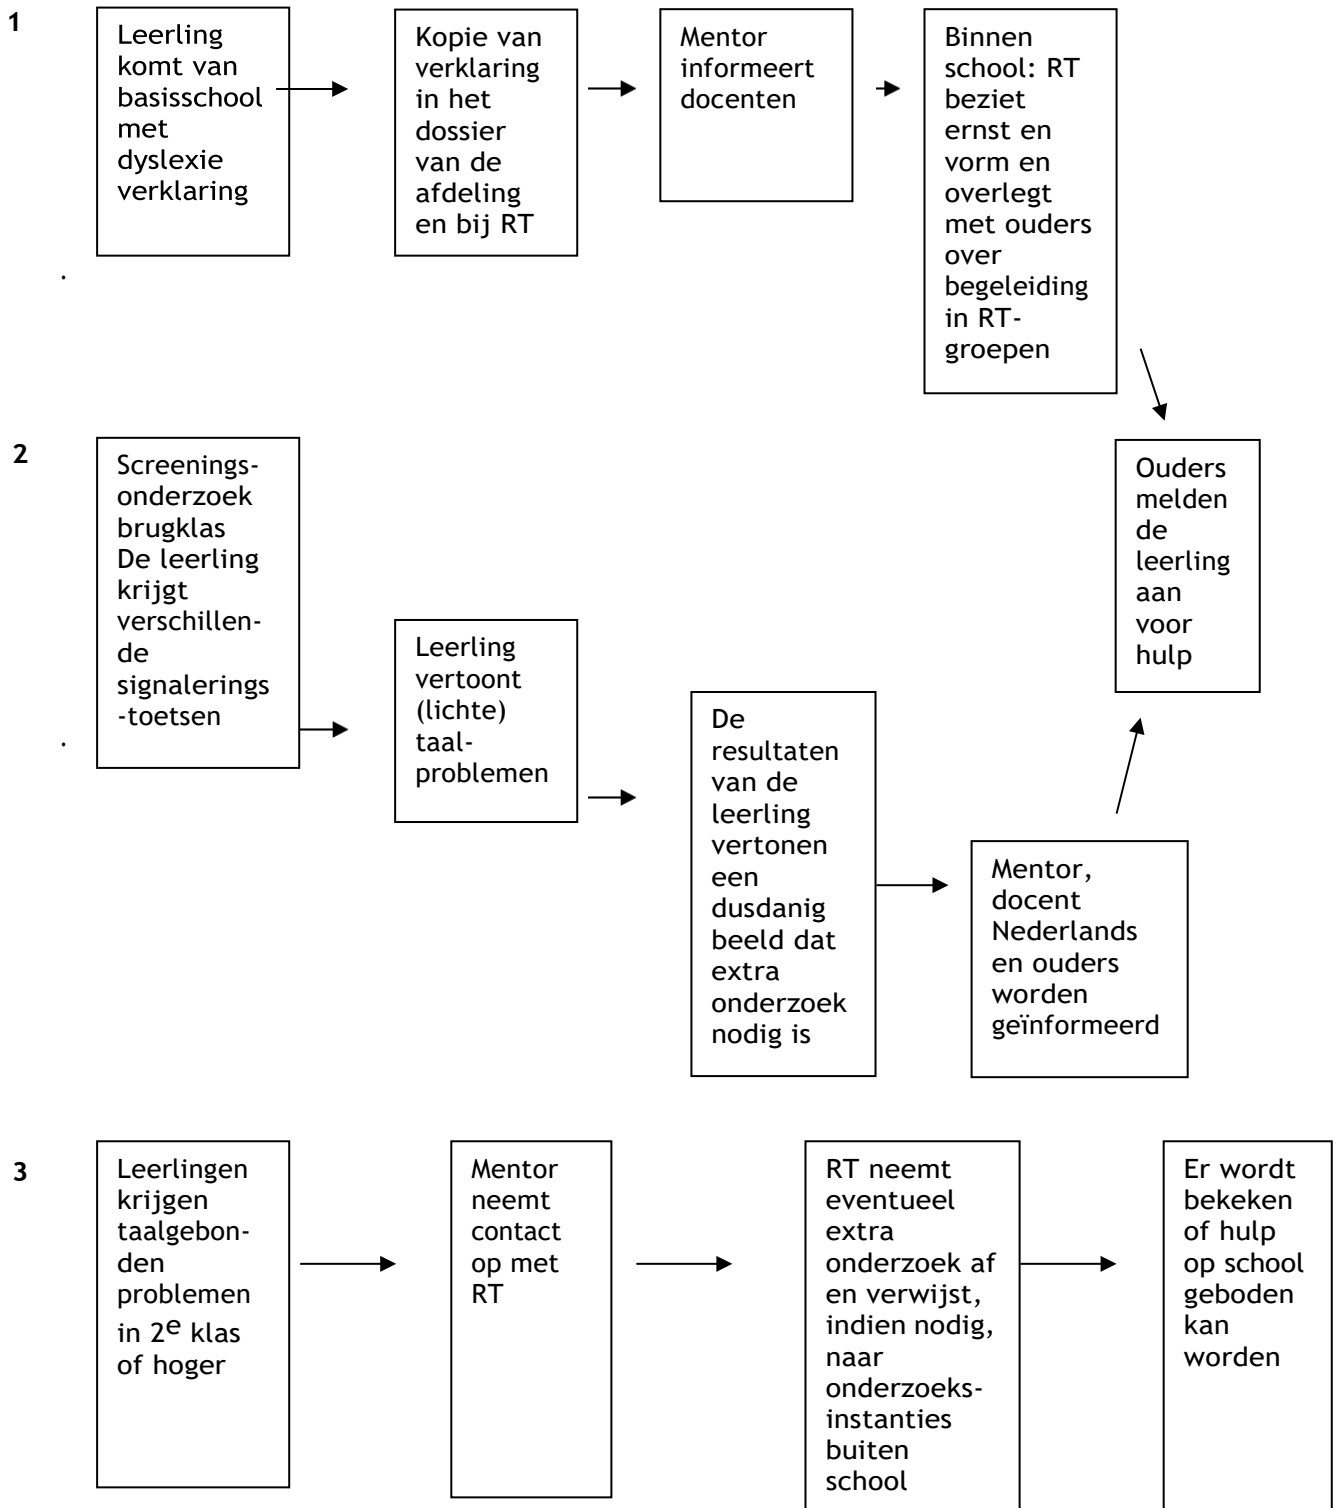 1
Leerling
komt van
basisschool
met
dyslexie
verklaring
Kopie van
verklaring
in het
dossier
van de
afdeling
en bij RT
Mentor
informeert
docenten
Binnen
school: RT
beziet
ernst en
vorm en
overlegt
met ouders
over
begeleiding
in RT-
groepen
.
2
Screenings-
onderzoek
brugklas
De leerling
krijgt
verschillen-
de
signalerings
-toetsen
Leerling
vertoont
(lichte)
taal-
problemen
De
resultaten
van de
leerling
vertonen
een
dusdanig
beeld dat
extra
onderzoek
nodig is
Mentor,
docent
Nederlands
en ouders
worden
geïnformeerd
Ouders
melden
de
leerling
aan
voor
hulp
.
3
Leerlingen
krijgen
taalgebon-
den
problemen
in 2e klas
of hoger
Mentor
neemt
contact
op met
RT
RT neemt
eventueel
extra
onderzoek af
en verwijst,
indien nodig,
naar
onderzoeks-
instanties
buiten
school
Er wordt
bekeken
of hulp
op school
geboden
kan
worden